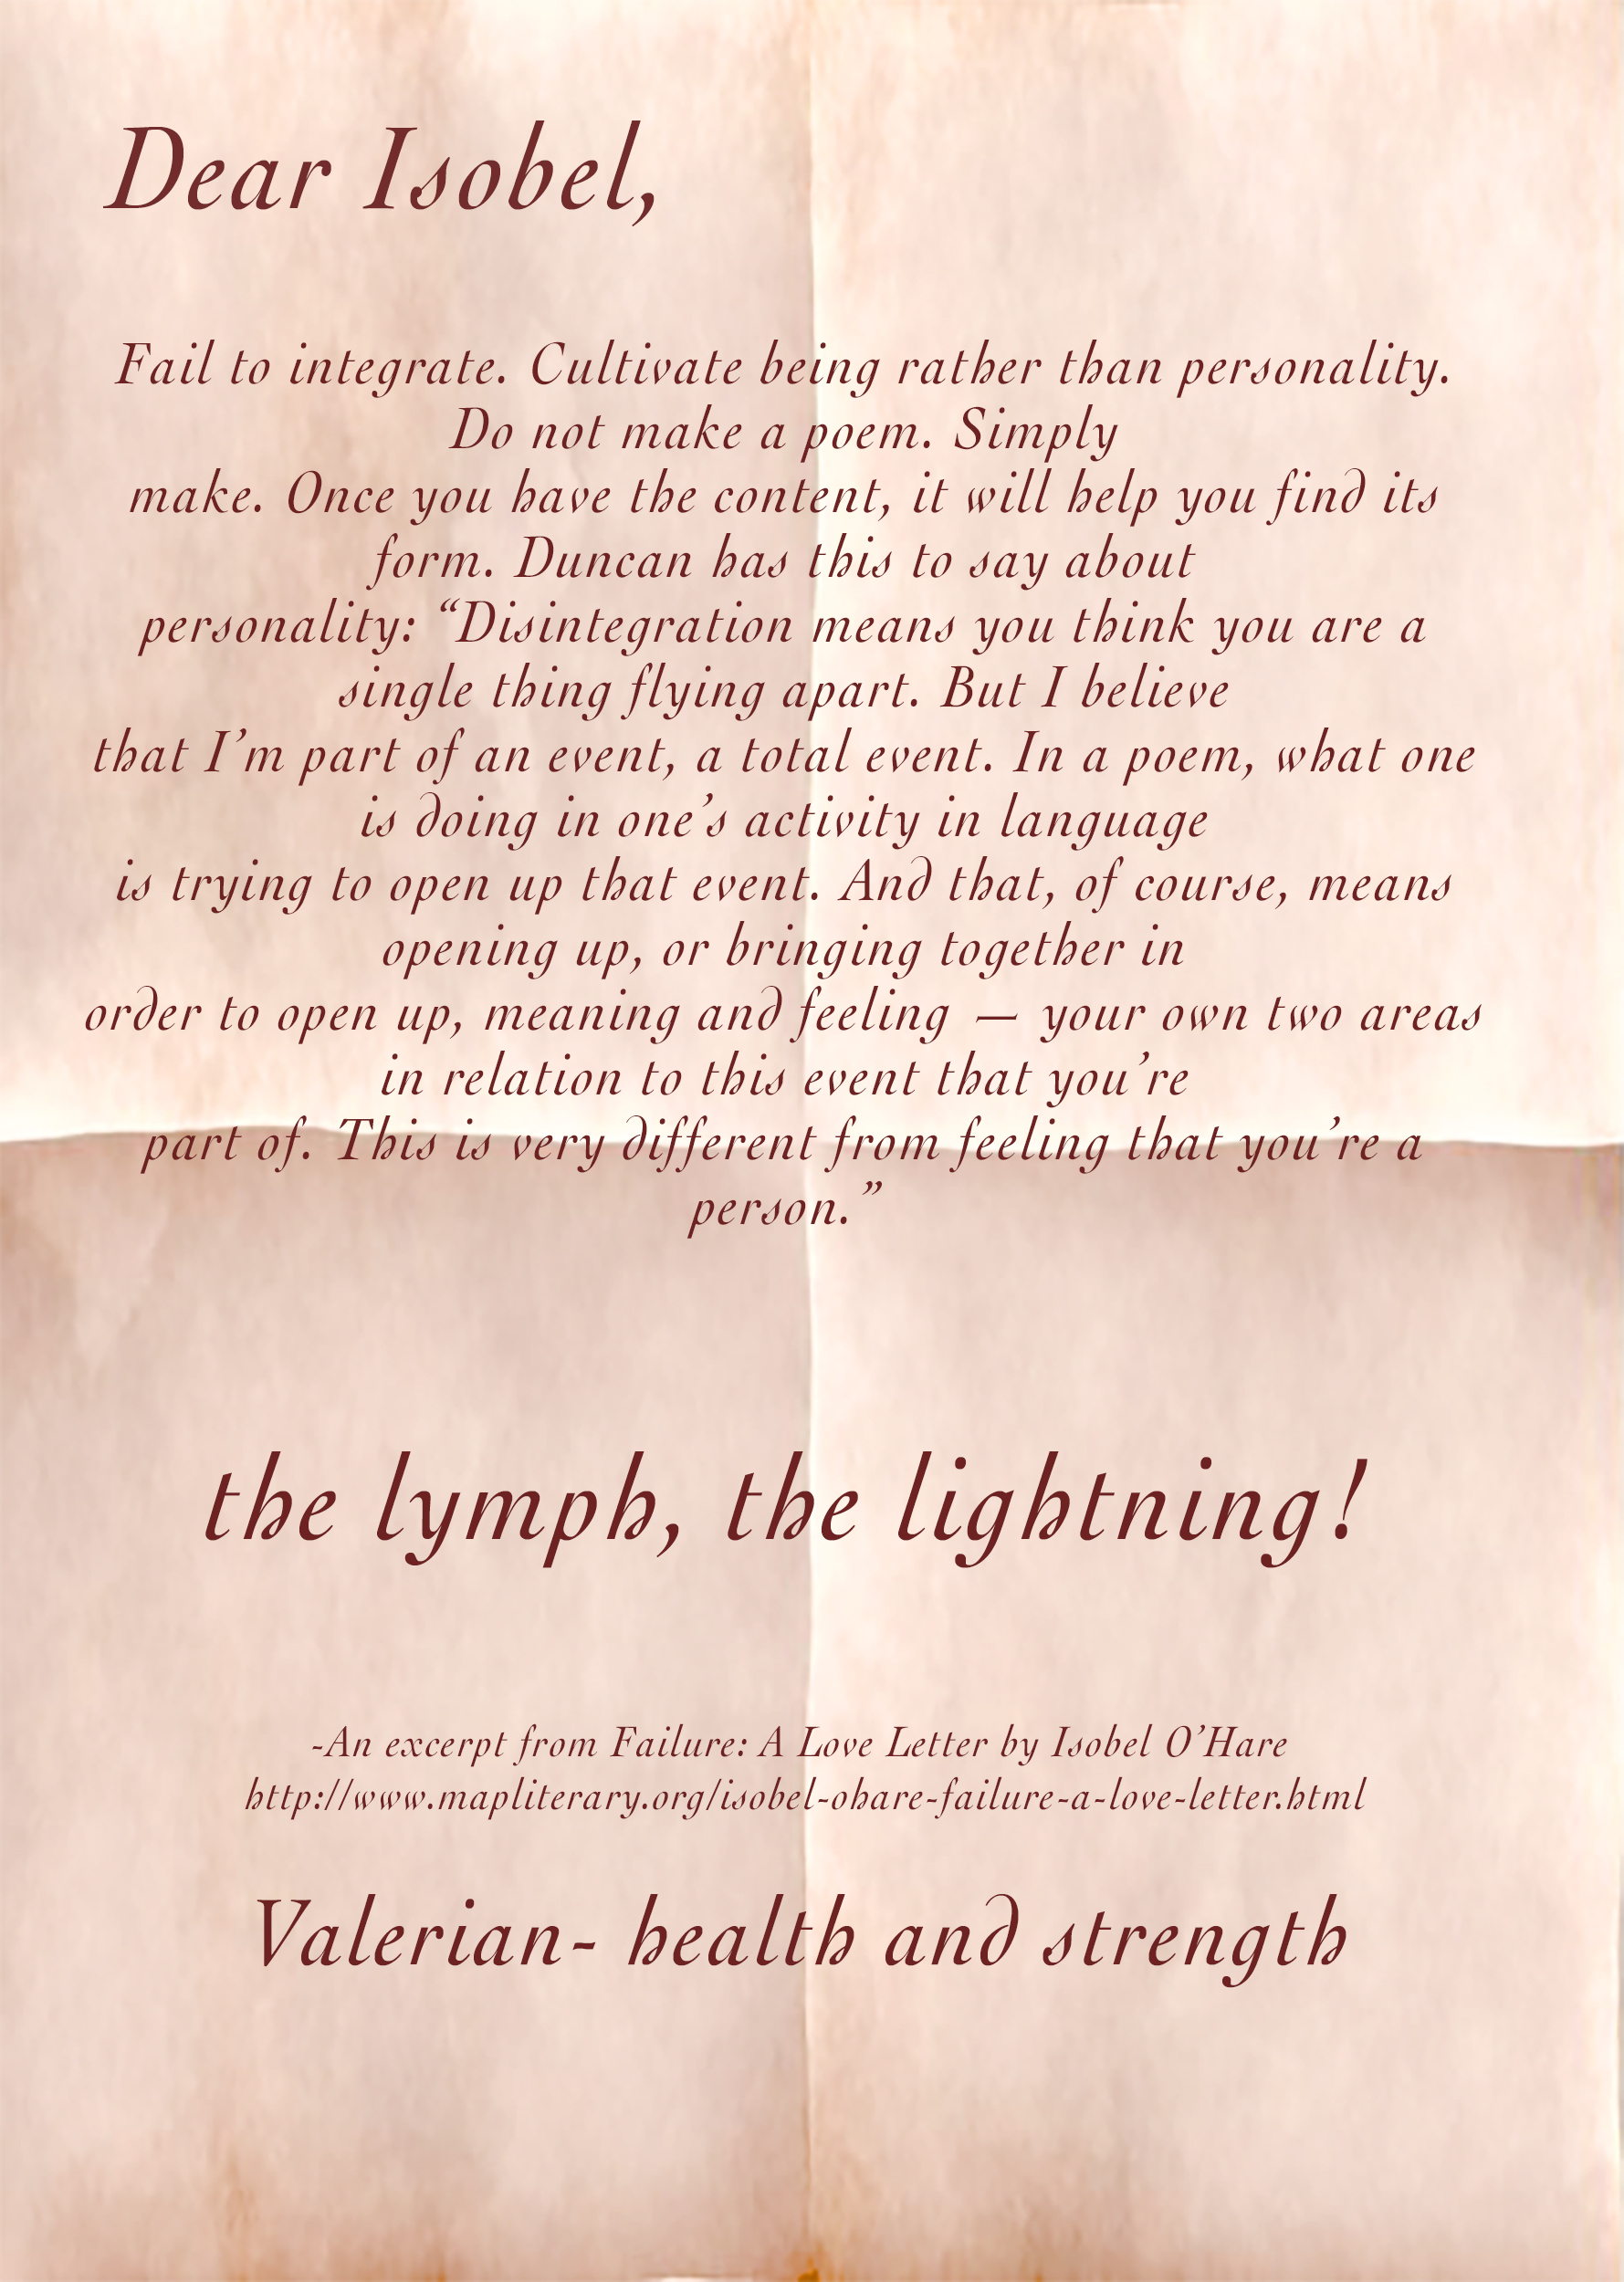 Dear Isobel,
Fail to integrate. Cultivate being rather than personality.
Do not make a poem. Simply
make. Once you have the content, it will help you find its
form. Duncan has this to say about
personality: “Disintegration means you think you are a
single thing flying apart. But I believe
that I’m part of an event, a total event. In a poem, what one
is doing in one’s activity in language
is trying to open up that event. And that, of course, means
opening up, or bringing together in
order to open up, meaning and feeling — your own two areas
in relation to this event that you’re
part of. This is very different from feeling that you’re a
person.”
the lymph, the lightning!
-An excerpt from Failure: A Love Letter by Isobel O’Hare
http://www.mapliterary.org/isobel-ohare-failure-a-love-letter.html
Valerian- health and strength